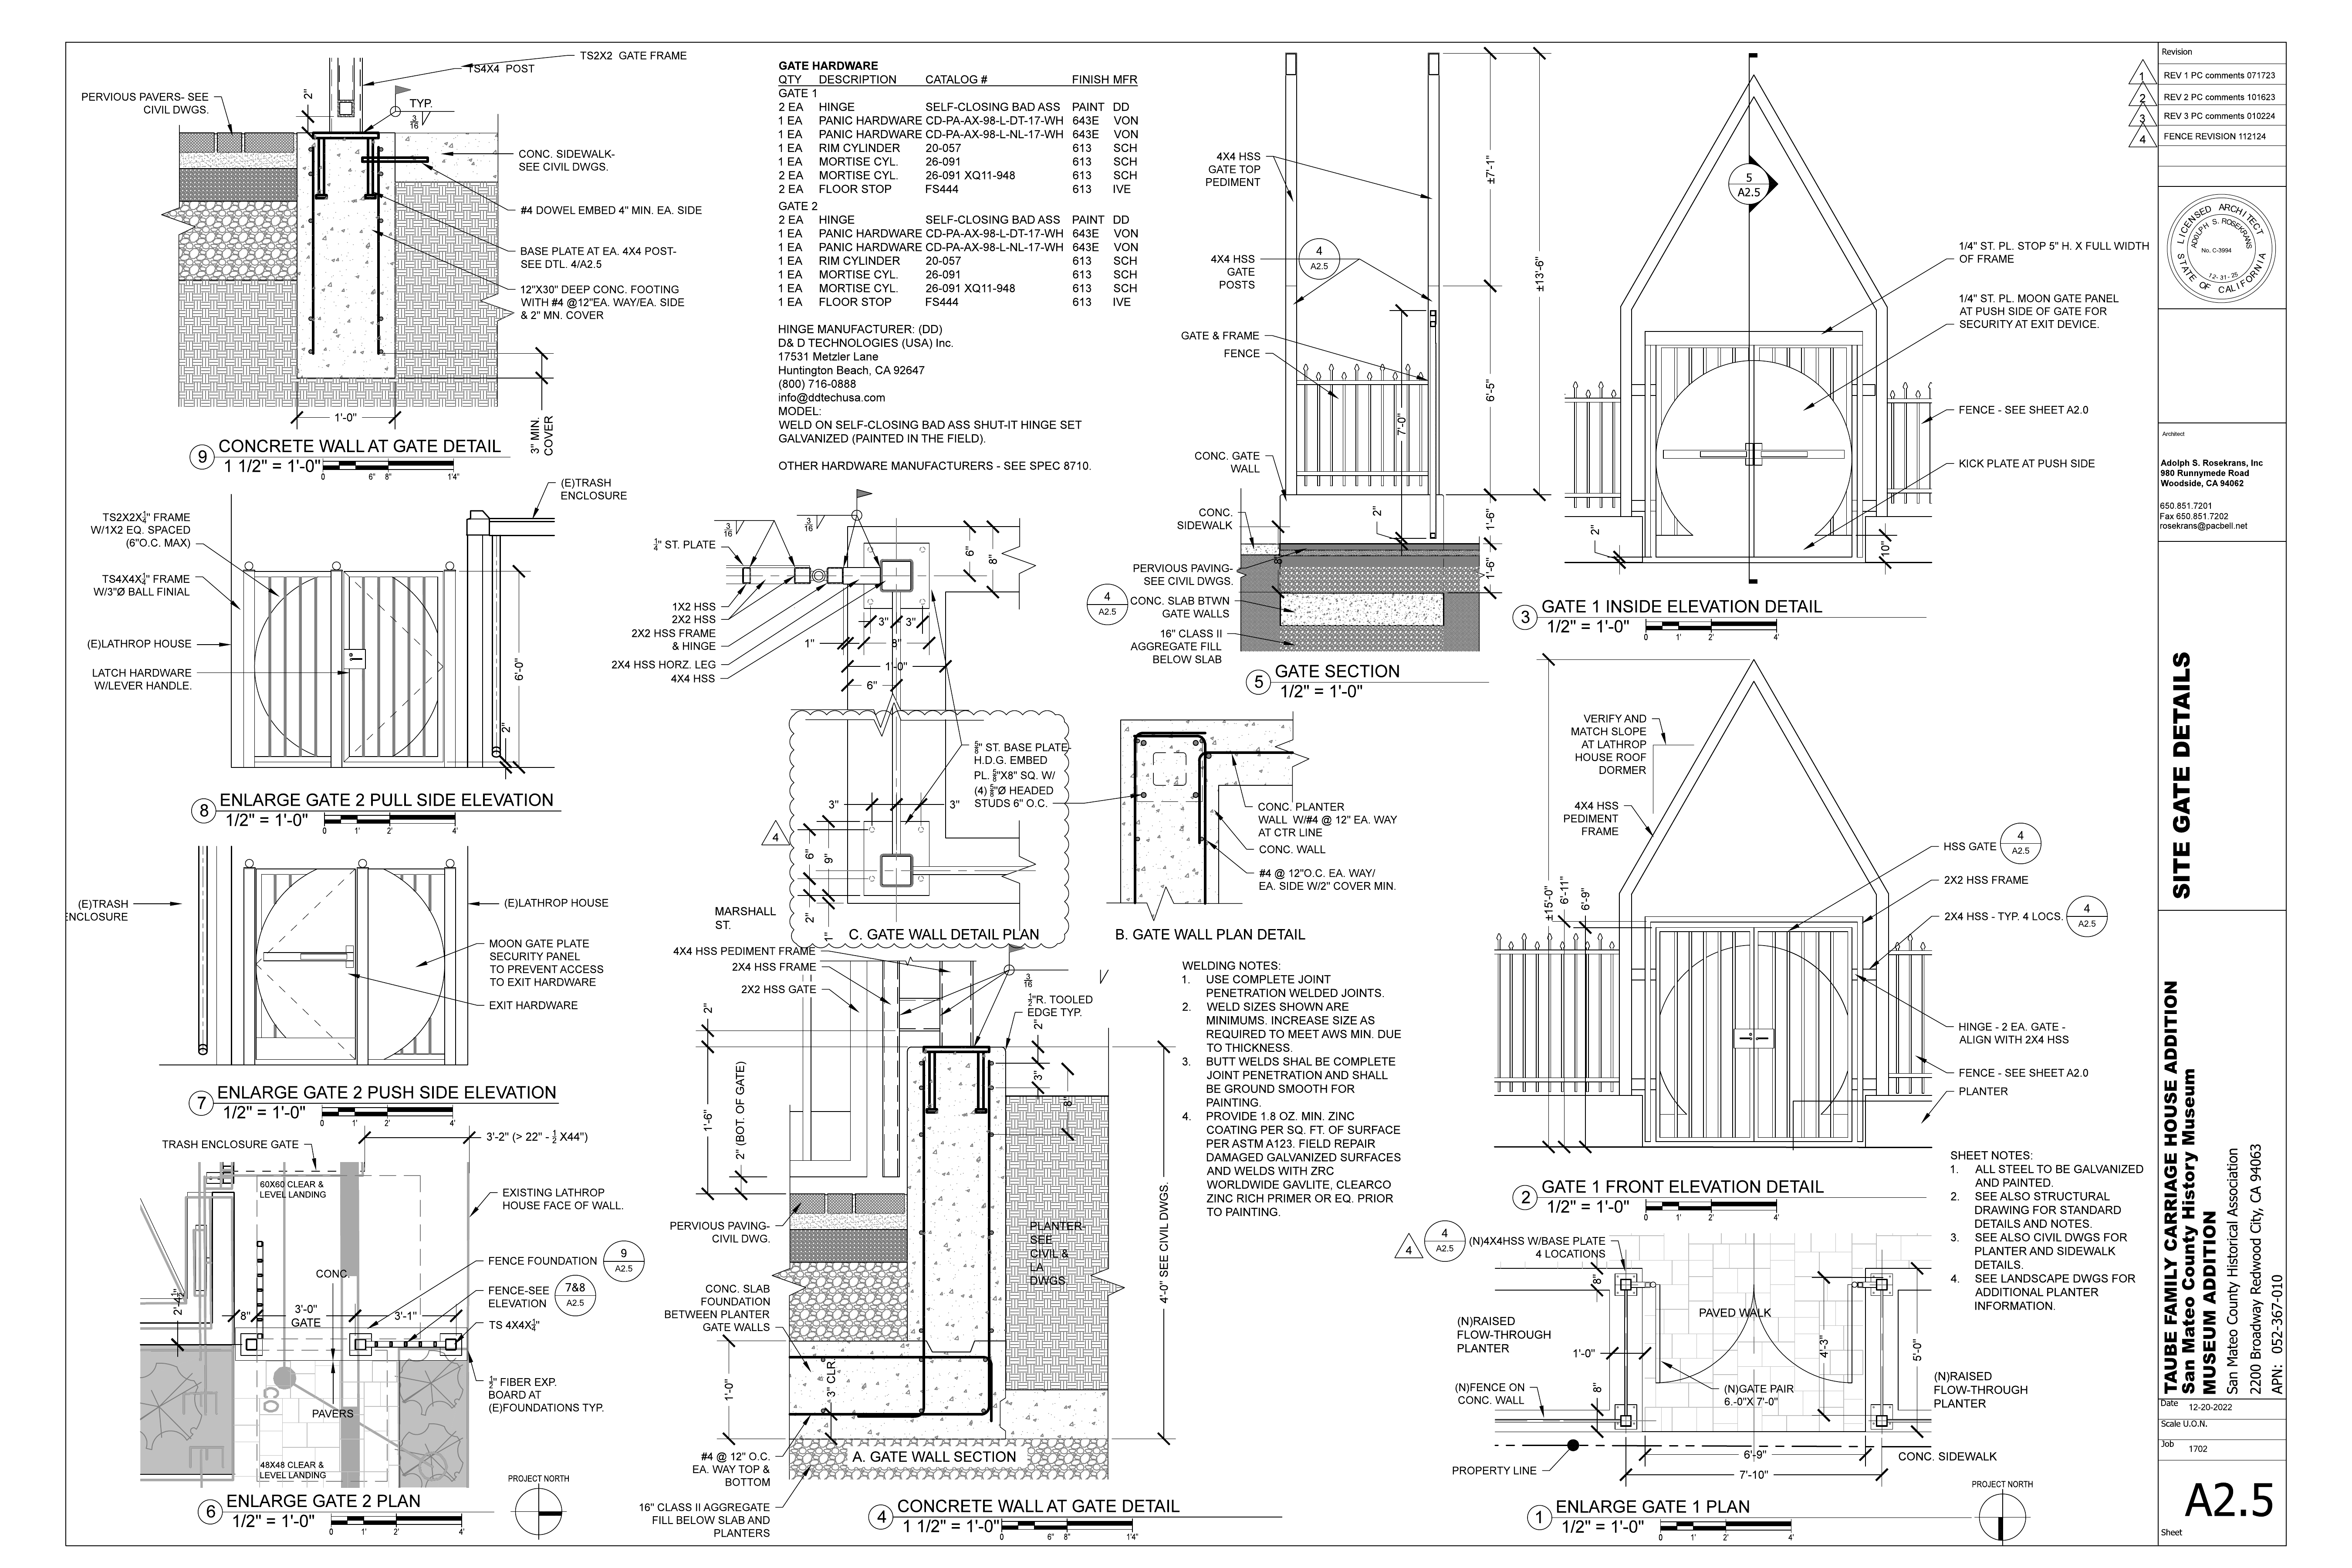 TS2X2 GATE FRAME
TS4X4 POST
PERVIOUS PAVERS- SEE
CIVIL DWGS.
2"
TYP.
3/16
CONC. SIDEWALK-
SEE CIVIL DWGS.
#4 DOWEL EMBED 4" MIN. EA. SIDE
BASE PLATE AT EA. 4X4 POST-
SEE DTL. 4/A2.5
12"X30" DEEP CONC. FOOTING
WITH #4 @12"EA. WAY/EA. SIDE
& 2" MN. COVER
1'-0"
3" MIN.
COVER
9 CONCRETE WALL AT GATE DETAIL
1 1/2" = 1'-0"
0 6" 8" 1'4"
GATE HARDWARE
QTY DESCRIPTION CATALOG # FINISH MFR
GATE 1
2 EA HINGE SELF-CLOSING BAD ASS PAINT DD
1 EA PANIC HARDWARE CD-PA-AX-98-L-DT-17-WH 643E VON
1 EA PANIC HARDWARE CD-PA-AX-98-L-NL-17-WH 643E VON
1 EA RIM CYLINDER 20-057 613 SCH
1 EA MORTISE CYL. 26-091 613 SCH
2 EA MORTISE CYL. 26-091 XQ11-948 613 SCH
2 EA FLOOR STOP FS444 613 IVE
GATE 2
2 EA HINGE SELF-CLOSING BAD ASS PAINT DD
1 EA PANIC HARDWARE CD-PA-AX-98-L-DT-17-WH 643E VON
1 EA PANIC HARDWARE CD-PA-AX-98-L-NL-17-WH 643E VON
1 EA RIM CYLINDER 20-057 613 SCH
1 EA MORTISE CYL. 26-091 613 SCH
1 EA MORTISE CYL. 26-091 XQ11-948 613 SCH
1 EA FLOOR STOP FS444 613 IVE
HINGE MANUFACTURER: (DD)
D& D TECHNOLOGIES (USA) Inc.
17531 Metzler Lane
Huntington Beach, CA 92647
(800) 716-0888
info@ddtechusa.com
MODEL:
WELD ON SELF-CLOSING BAD ASS SHUT-IT HINGE SET
GALVANIZED (PAINTED IN THE FIELD).
OTHER HARDWARE MANUFACTURERS - SEE SPEC 8710.
4X4 HSS
GATE TOP
PEDIMENT
4
A2.5
4X4 HSS
GATE
POSTS
GATE & FRAME
FENCE
CONC. GATE
WALL
CONC.
SIDEWALK
PERVIOUS PAVING-
SEE CIVIL DWGS.
4
A2.5
CONC. SLAB BTWN
GATE WALLS
16" CLASS II
AGGREGATE FILL
BELOW SLAB
±7'-1"
±13'-6"
6'-5"
7'-0"
2"
1'-6"
8"
1'-6"
5 GATE SECTION
1/2" = 1'-0"
5
A2.5
1/4" ST. PL. STOP 5" H. X FULL WIDTH
OF FRAME
1/4" ST. PL. MOON GATE PANEL
AT PUSH SIDE OF GATE FOR
SECURITY AT EXIT DEVICE.
FENCE - SEE SHEET A2.0
KICK PLATE AT PUSH SIDE
2"
10"
3 GATE 1 INSIDE ELEVATION DETAIL
1/2" = 1'-0"
0 1' 2' 4'
(E)TRASH
ENCLOSURE
TS2X2X1/4" FRAME
W/1X2 EQ. SPACED
(6"O.C. MAX)
TS4X4X1/4" FRAME
W/3"Ø BALL FINIAL
(E)LATHROP HOUSE
LATCH HARDWARE
W/LEVER HANDLE.
6'-0"
2"
8 ENLARGE GATE 2 PULL SIDE ELEVATION
1/2" = 1'-0"
0 1' 2' 4'
3/16
3/16
1/4" ST. PLATE
1X2 HSS
2X2 HSS
2X2 HSS FRAME
& HINGE
2X4 HSS HORZ. LEG
4X4 HSS
6"
8"
3" 3"
1" 8"
1'-0"
6"
5/8" ST. BASE PLATE-
H.D.G. EMBED
PL. 5/8"X8" SQ. W/
(4) 5/8"Ø HEADED
STUDS 6" O.C.
3" 3"
4
6"
9"
2"
1"
MARSHALL
ST.
C. GATE WALL DETAIL PLAN
CONC. PLANTER
WALL W/#4 @ 12" EA. WAY
AT CTR LINE
CONC. WALL
#4 @ 12"O.C. EA. WAY/
EA. SIDE W/2" COVER MIN.
B. GATE WALL PLAN DETAIL
VERIFY AND
MATCH SLOPE
AT LATHROP
HOUSE ROOF
DORMER
4X4 HSS
PEDIMENT
FRAME
HSS GATE
4
A2.5
2X2 HSS FRAME
2X4 HSS - TYP. 4 LOCS.
4
A2.5
HINGE - 2 EA. GATE -
ALIGN WITH 2X4 HSS
FENCE - SEE SHEET A2.0
PLANTER
±15'-0"
6'-11"
6'-9"
2 GATE 1 FRONT ELEVATION DETAIL
1/2" = 1'-0"
0 1' 2' 4'
(E)TRASH
ENCLOSURE
(E)LATHROP HOUSE
MOON GATE PLATE
SECURITY PANEL
TO PREVENT ACCESS
TO EXIT HARDWARE
EXIT HARDWARE
7 ENLARGE GATE 2 PUSH SIDE ELEVATION
1/2" = 1'-0"
0 1' 2' 4'
4X4 HSS PEDIMENT FRAME
2X4 HSS FRAME
2X2 HSS GATE
3/16
1/2"R. TOOLED
EDGE TYP.
2"
2"
3"
8"
1'-6"
2" (BOT. OF GATE)
PERVIOUS PAVING-
CIVIL DWG.
PLANTER-
SEE
CIVIL &
LA
DWGS.
4'-0" SEE CIVIL DWGS.
CONC. SLAB
FOUNDATION
BETWEEN PLANTER
GATE WALLS
1'-0"
3" CLR.
#4 @ 12" O.C.
EA. WAY TOP &
BOTTOM
16" CLASS II AGGREGATE
FILL BELOW SLAB AND
PLANTERS
A. GATE WALL SECTION
4 CONCRETE WALL AT GATE DETAIL
1 1/2" = 1'-0"
0 6" 8" 1'4"
WELDING NOTES:
1. USE COMPLETE JOINT
PENETRATION WELDED JOINTS.
2. WELD SIZES SHOWN ARE
MINIMUMS. INCREASE SIZE AS
REQUIRED TO MEET AWS MIN. DUE
TO THICKNESS.
3. BUTT WELDS SHAL BE COMPLETE
JOINT PENETRATION AND SHALL
BE GROUND SMOOTH FOR
PAINTING.
4. PROVIDE 1.8 OZ. MIN. ZINC
COATING PER SQ. FT. OF SURFACE
PER ASTM A123. FIELD REPAIR
DAMAGED GALVANIZED SURFACES
AND WELDS WITH ZRC
WORLDWIDE GAVLITE, CLEARCO
ZINC RICH PRIMER OR EQ. PRIOR
TO PAINTING.
TRASH ENCLOSURE GATE
3'-2" (> 22" - 1/2 X44")
60X60 CLEAR &
LEVEL LANDING
EXISTING LATHROP
HOUSE FACE OF WALL.
FENCE FOUNDATION
9
A2.5
CONC.
FENCE-SEE
ELEVATION
7&8
A2.5
2'-4 1/2"
8" 3'-0" 3'-1"
GATE
TS 4X4X1/4"
1/2" FIBER EXP.
BOARD AT
(E)FOUNDATIONS TYP.
CO
PAVERS
E E
48X48 CLEAR &
LEVEL LANDING
PROJECT NORTH
6 ENLARGE GATE 2 PLAN
1/2" = 1'-0"
0 1' 2' 4'
SHEET NOTES:
1. ALL STEEL TO BE GALVANIZED
AND PAINTED.
2. SEE ALSO STRUCTURAL
DRAWING FOR STANDARD
DETAILS AND NOTES.
3. SEE ALSO CIVIL DWGS FOR
PLANTER AND SIDEWALK
DETAILS.
4. SEE LANDSCAPE DWGS FOR
ADDITIONAL PLANTER
INFORMATION.
4
4
A2.5
(N)4X4HSS W/BASE PLATE
4 LOCATIONS
8"
PAVED WALK
(N)RAISED
FLOW-THROUGH
PLANTER
1'-0"
4'-3"
5'-0"
8"
(N)GATE PAIR
6.-0"X 7'-0"
(N)FENCE ON
CONC. WALL
(N)RAISED
FLOW-THROUGH
PLANTER
6'-9"
7'-10"
CONC. SIDEWALK
PROPERTY LINE
PROJECT NORTH
1 ENLARGE GATE 1 PLAN
1/2" = 1'-0"
0 1' 2' 4'
Revision
1 REV 1 PC comments 071723
2 REV 2 PC comments 101623
3 REV 3 PC comments 010224
4 FENCE REVISION 112124
LICENSED ARCHITECT
ADOLPH S. ROSEKRANS
No. C-3994
12-31-25
STATE OF CALIFORNIA
Architect
Adolph S. Rosekrans, Inc
980 Runnymede Road
Woodside, CA 94062
650.851.7201
Fax 650.851.7202
rosekrans@pacbell.net
SITE GATE DETAILS
TAUBE FAMILY CARRIAGE HOUSE ADDITION
San Mateo County History Museum
MUSEUM ADDITION
San Mateo County Historical Association
2200 Broadway Redwood City, CA 94063
APN: 052-367-010
Date 12-20-2022
Scale U.O.N.
Job 1702
A2.5
Sheet